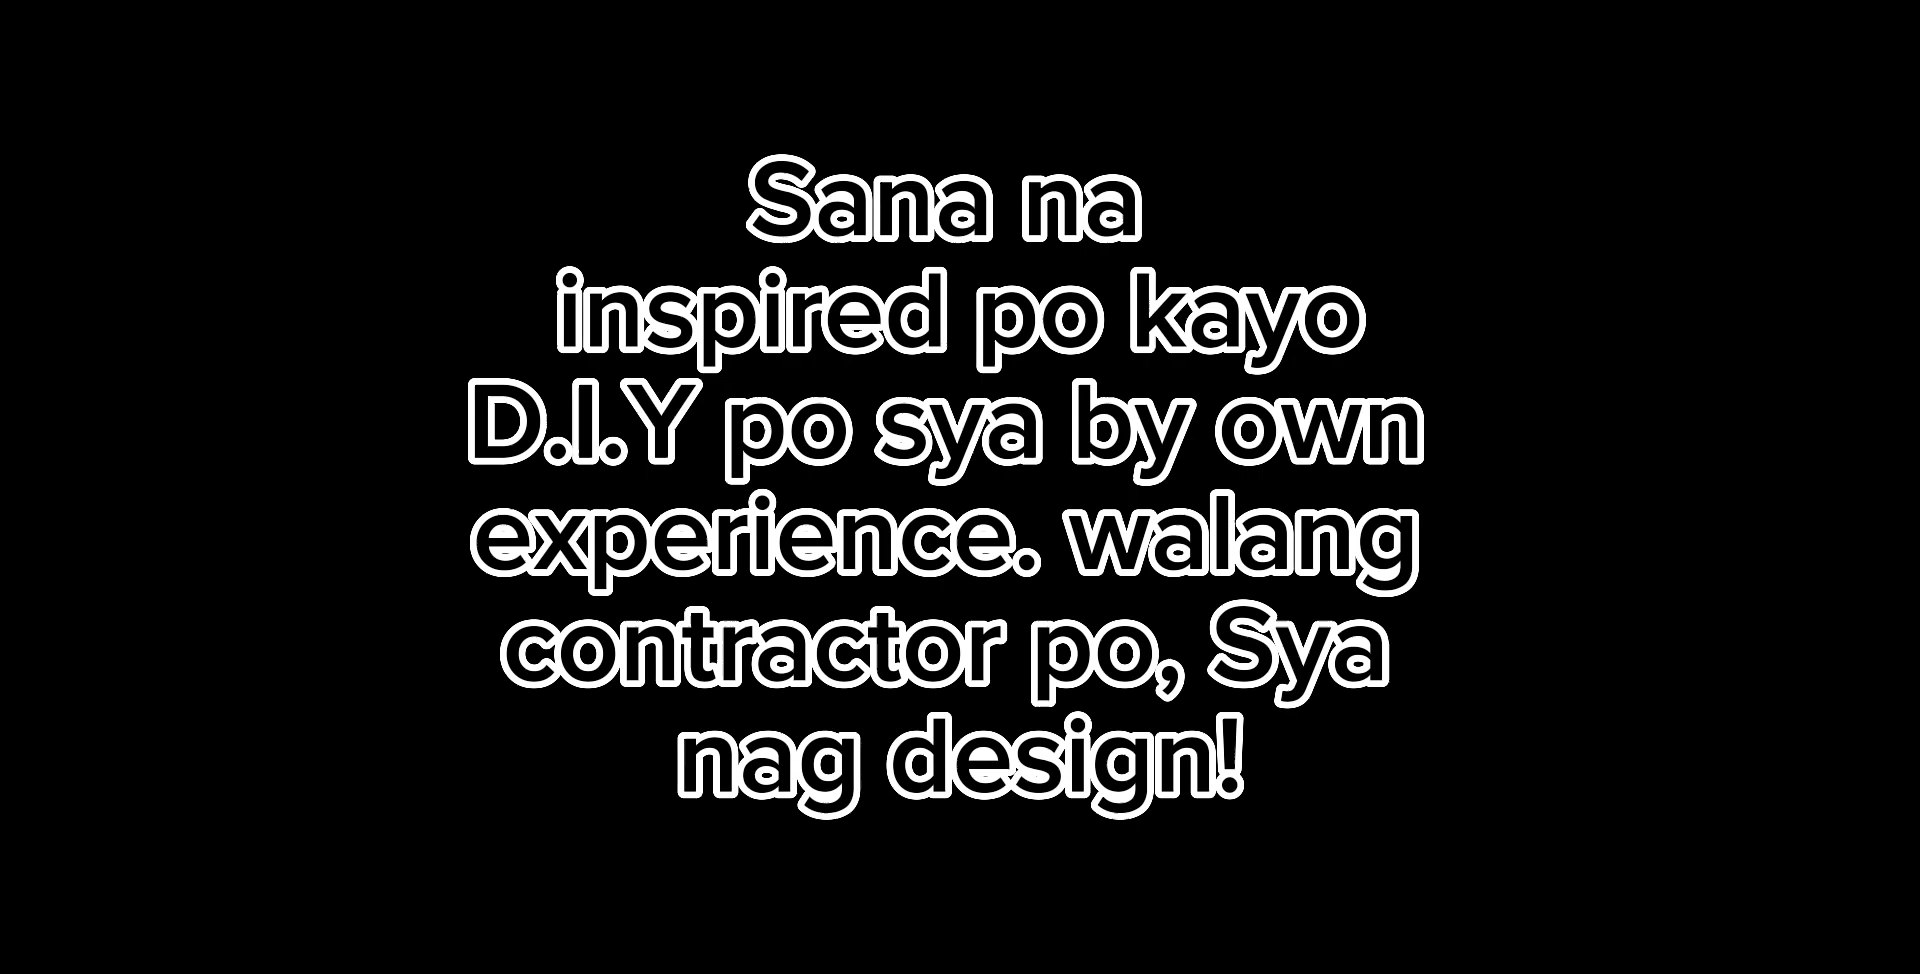 Sana na
inspired po kayo
D.I.Y po sya by own
experience. walang
contractor po, Sya
nag design!